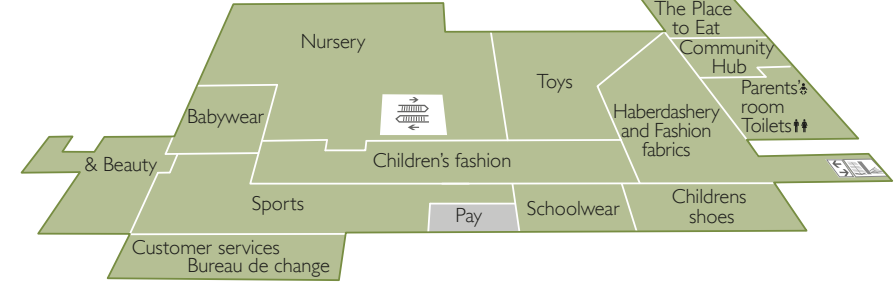 The Place
to Eat
Community
Hub
Parents'
room
Toilets
Nursery
Toys
Babywear
Haberdashery
and Fashion
fabrics
& Beauty
Children's fashion
Sports
Pay
Schoolwear
Childrens
shoes
Customer services
Bureau de change